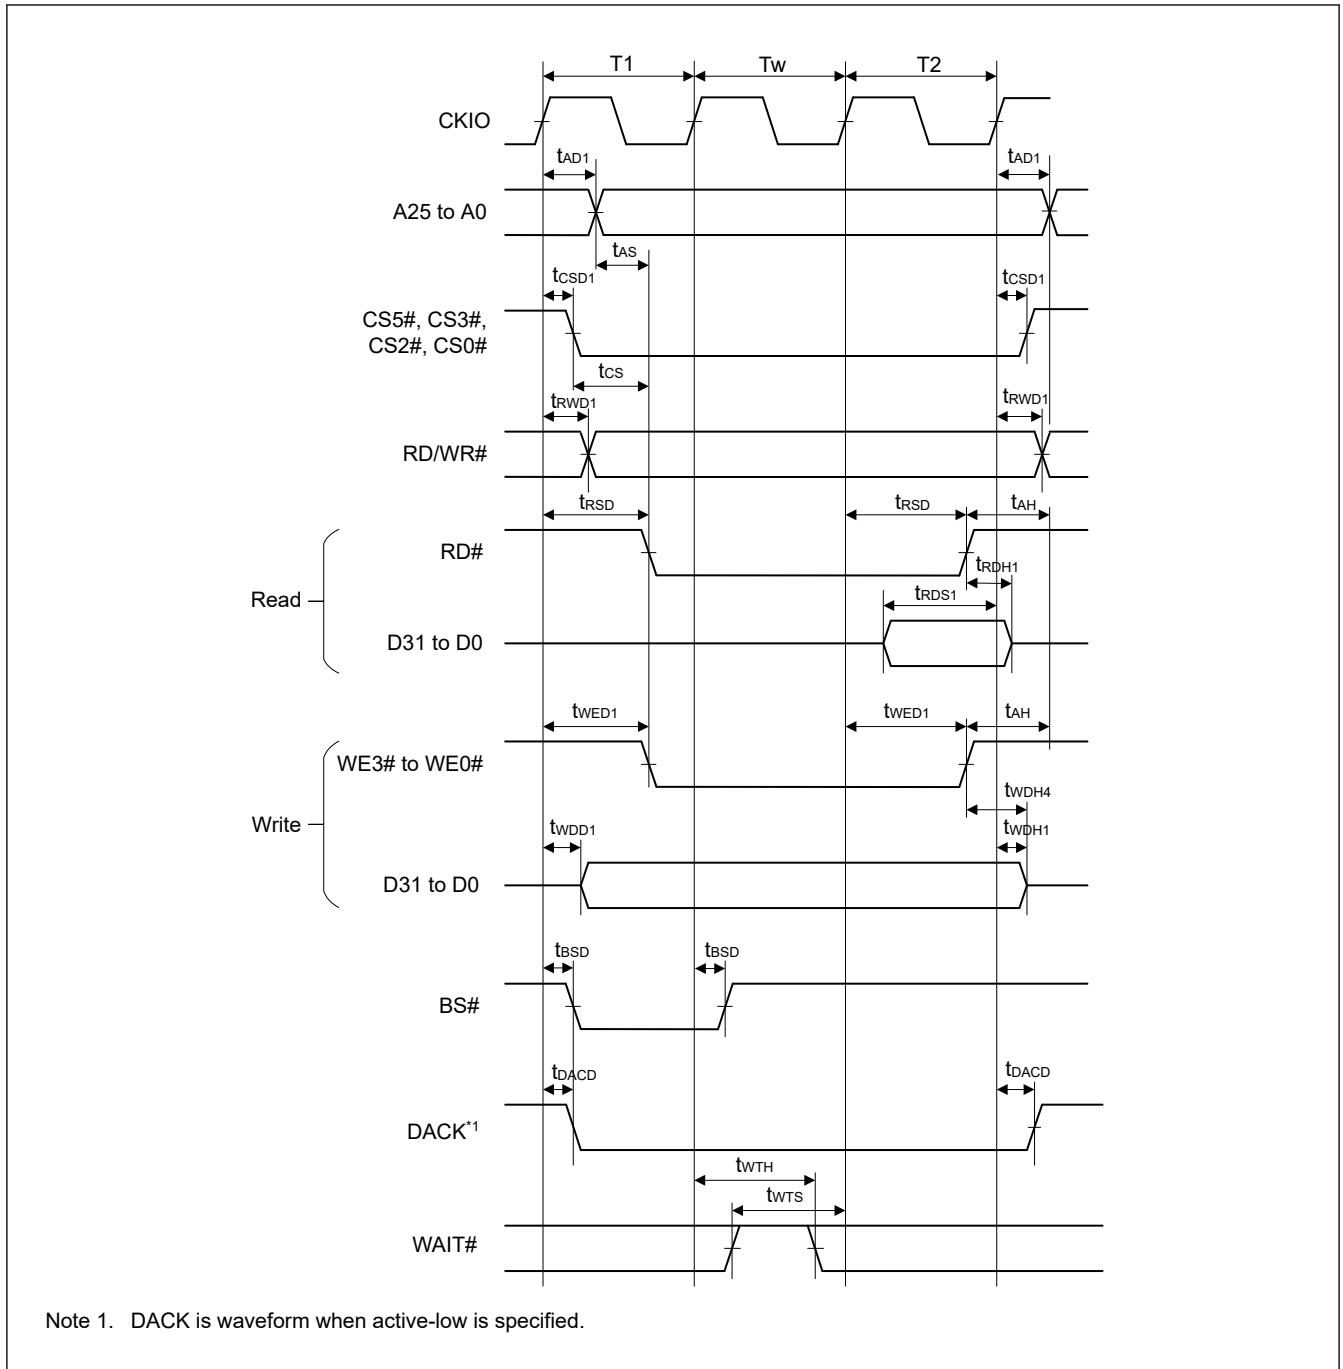 T1 Tw T2
CKIO
tAD1 tAD1
A25 to A0
tAS
tCSD1 tCSD1
CS5#, CS3#,
CS2#, CS0#
tCS
tRWD1 tRWD1
RD/WR#
tRSD tRSD tAH
RD#
tRDH1
Read
tRDS1
D31 to D0
tWED1 tWED1 tAH
WE3# to WE0#
tWDH4
Write
tWDD1 tWDH1
D31 to D0
tBSD tBSD
BS#
tDACD tDACD
DACK*1
tWTH
tWTS
WAIT#
Note 1. DACK is waveform when active-low is specified.